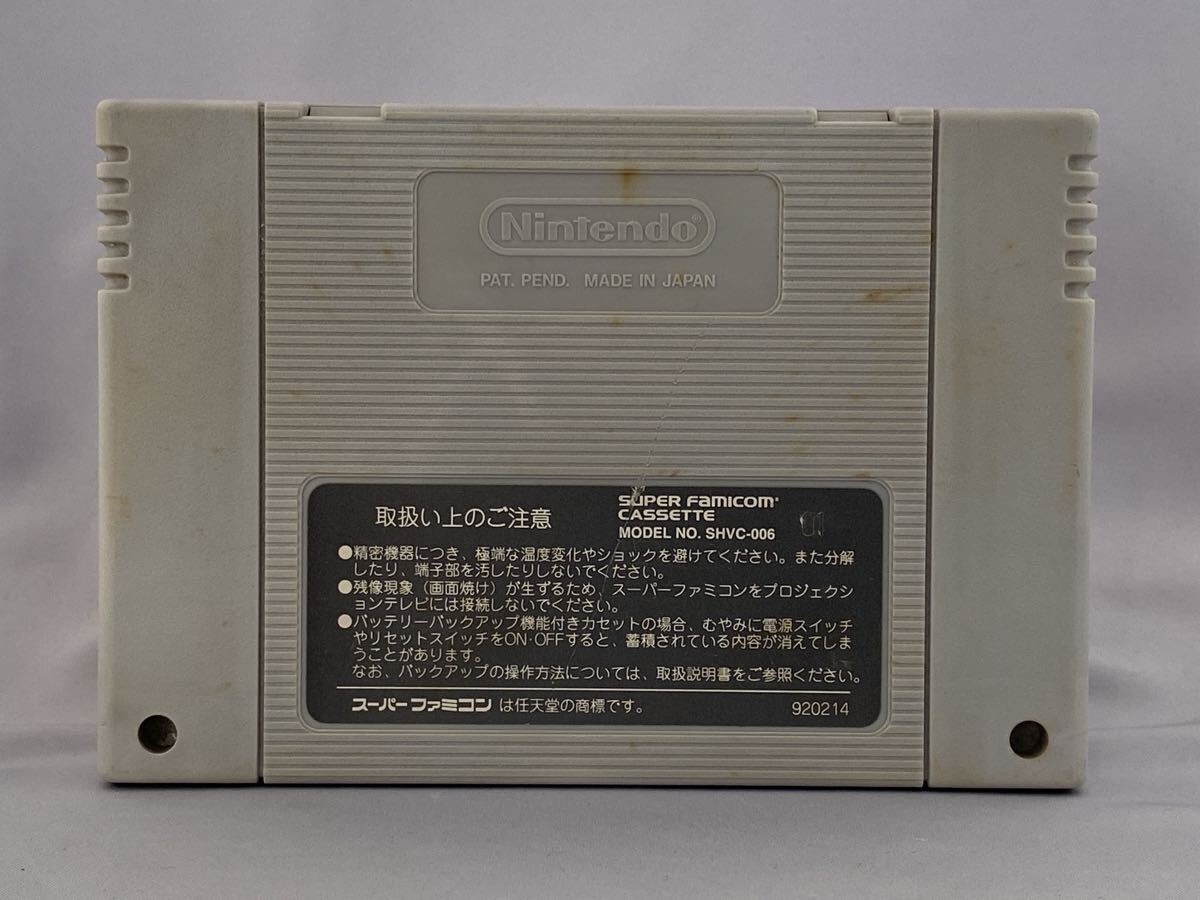 Nintendo®
PAT. PEND. MADE IN JAPAN
取扱い上のご注意
SUPER FAMICOM
CASSETTE
MODEL NO. SHVC-006
●精密機器につき、極端な温度変化やショックを避けてください。また分解
したり、端子部を汚したりしないでください。
●残像現象（画面焼け）が生ずるため、スーパーファミコンをプロジェクシ
ョンテレビには接続しないでください。
●バッテリーバックアップ機能付きカセットの場合、むやみに電源スイッチ
やリセットスイッチをON·OFFすると、蓄積されている内容が消えてしま
うことがあります。
なお、バックアップの操作方法については、取扱説明書をご参照ください。
スーパーファミコン は任天堂の商標です。
920214